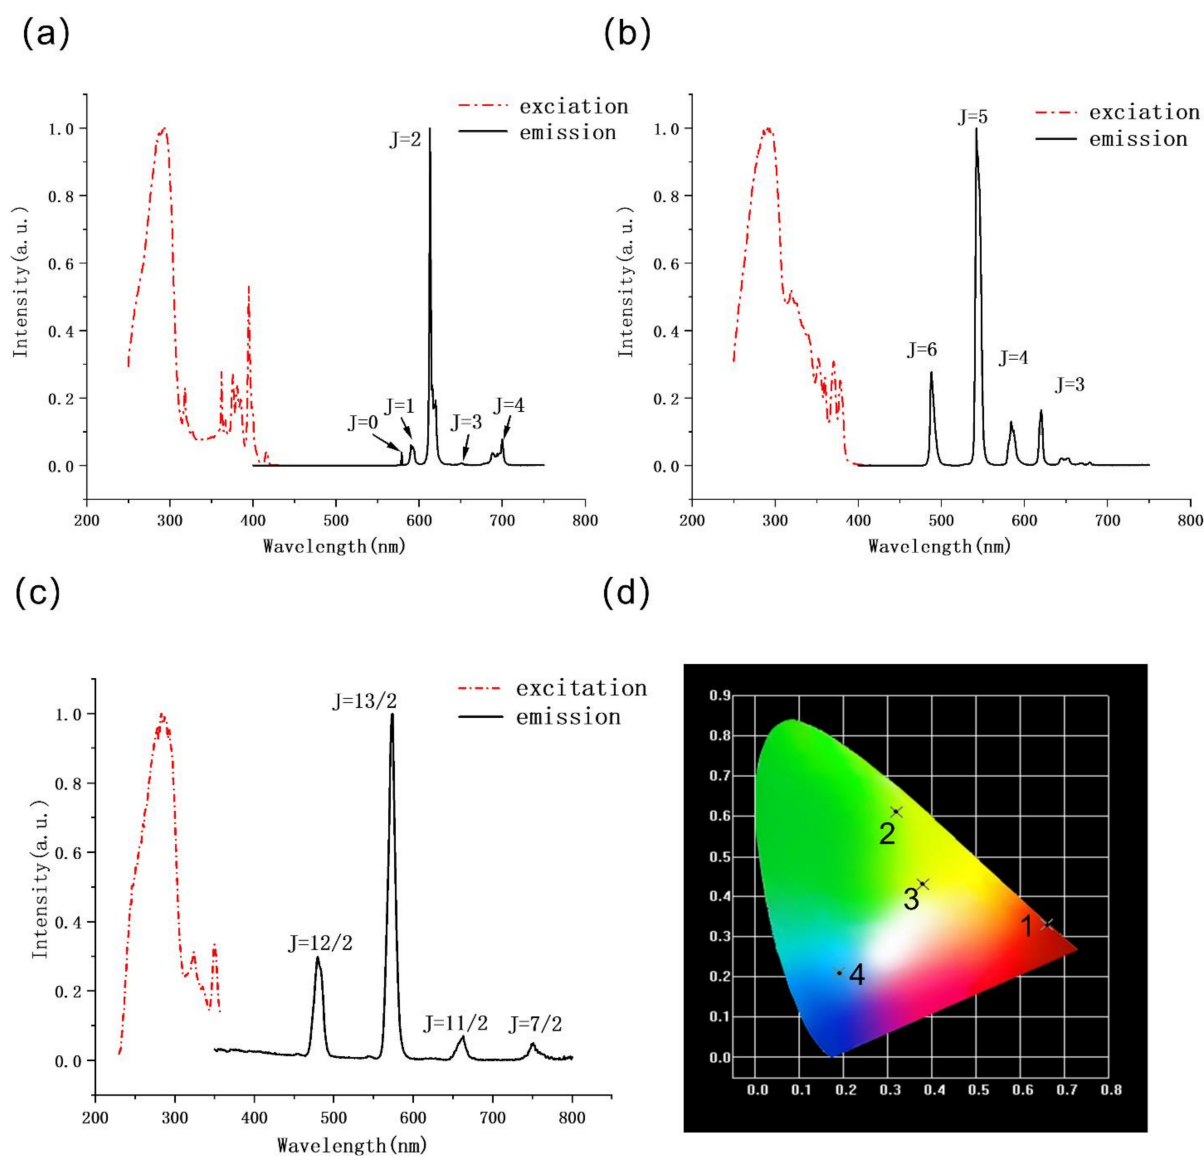 (a)
exciation
emission
J=2
J=0
J=1
J=3
J=4
1.0
0.8
0.6
0.4
0.2
0.0
Intensity(a.u.)
200 300 400 500 600 700 800
Wavelength(nm)
(b)
exciation
emission
J=5
J=6
J=4
J=3
1.0
0.8
0.6
0.4
0.2
0.0
Intensity(a.u.)
200 300 400 500 600 700 800
Wavelength(nm)
(c)
excitation
emission
J=13/2
J=12/2
J=11/2
J=7/2
1.0
0.8
0.6
0.4
0.2
0.0
Intensity(a.u.)
200 300 400 500 600 700 800
Wavelength(nm)
(d)
0.9
0.8
0.7
0.6
0.5
0.4
0.3
0.2
0.1
0.0
2
3
1
4
0.0 0.1 0.2 0.3 0.4 0.5 0.6 0.7 0.8